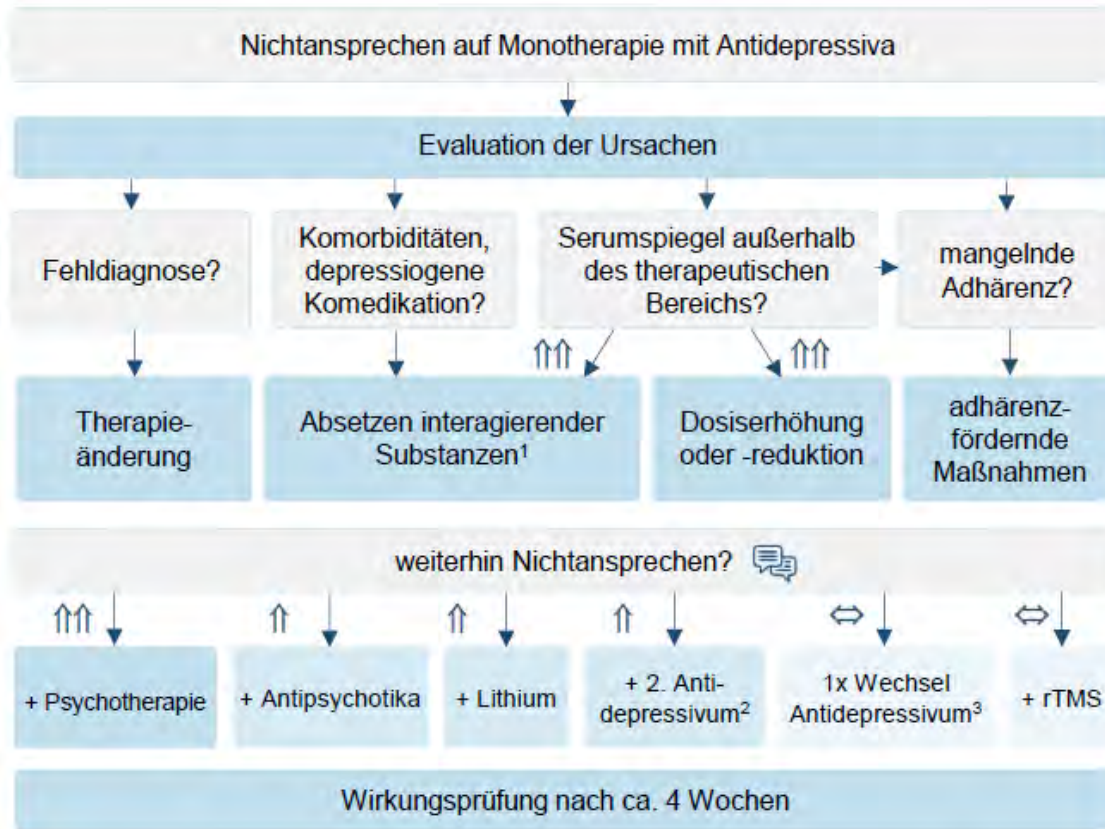 Nichtansprechen auf Monotherapie mit Antidepressiva
Evaluation der Ursachen
Fehldiagnose?
Komorbiditäten,
depressiogene
Komedikation?
Serumspiegel außerhalb
des therapeutischen
Bereichs?
mangelnde
Adhärenz?
⇑⇑
⇑⇑
Therapie-
änderung
Absetzen interagierender
Substanzen¹
Dosiserhöhung
oder -reduktion
adhärenz-
fördernde
Maßnahmen
weiterhin Nichtansprechen?
⇑⇑
⇑
⇑
⇑
⇔
⇔
+ Psychotherapie
+ Antipsychotika
+ Lithium
+ 2. Anti-
depressivum²
1x Wechsel
Antidepressivum³
+ rTMS
Wirkungsprüfung nach ca. 4 Wochen